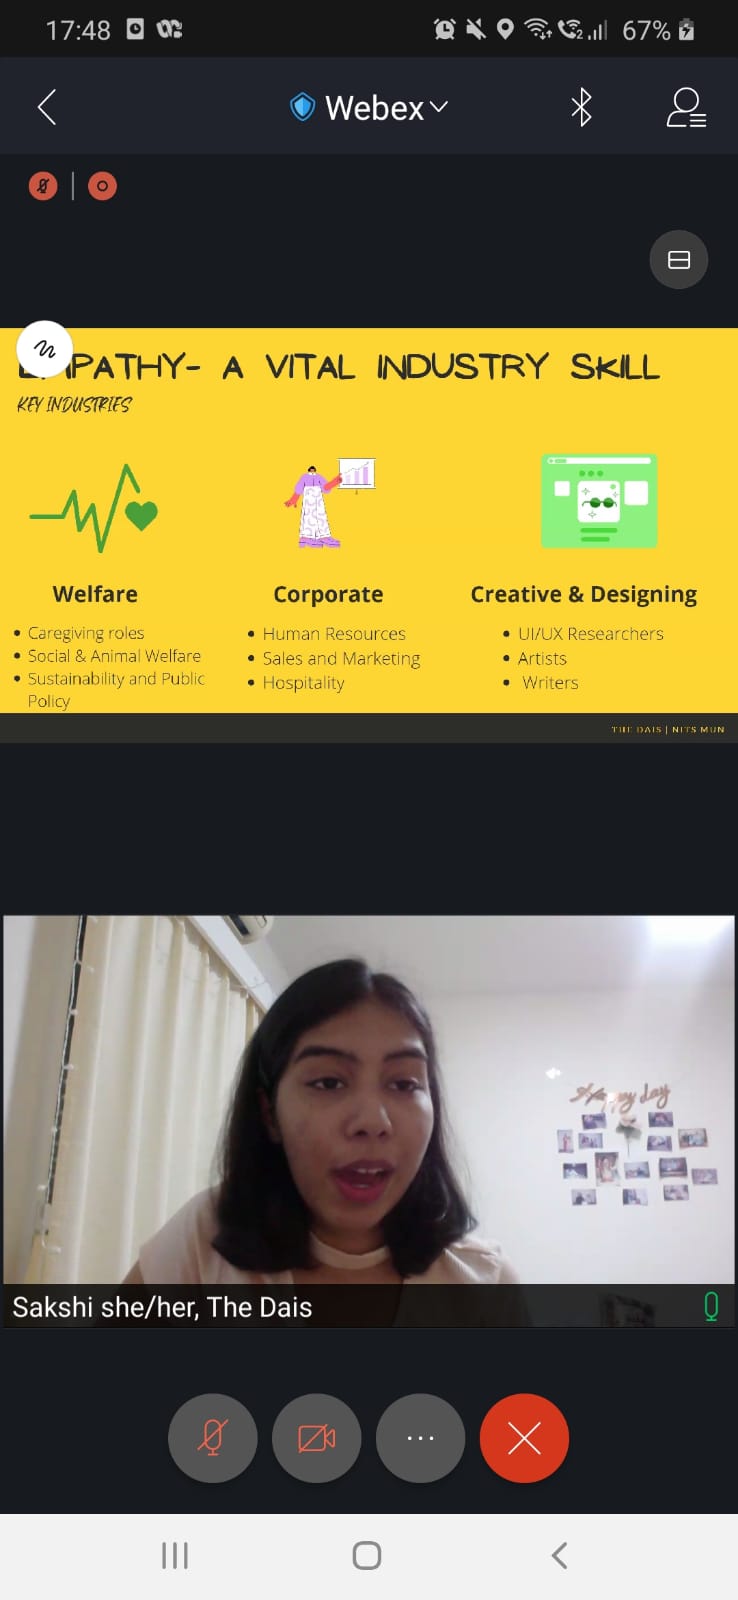 17:48
67%
Webex
EMPATHY- A VITAL INDUSTRY SKILL
KEY INDUSTRIES
Welfare
• Caregiving roles
• Social & Animal Welfare
• Sustainability and Public
Policy
Corporate
• Human Resources
• Sales and Marketing
• Hospitality
Creative & Designing
• UI/UX Researchers
• Artists
• Writers
THE DAIS | NITS MUN
Happy day
Sakshi she/her, The Dais